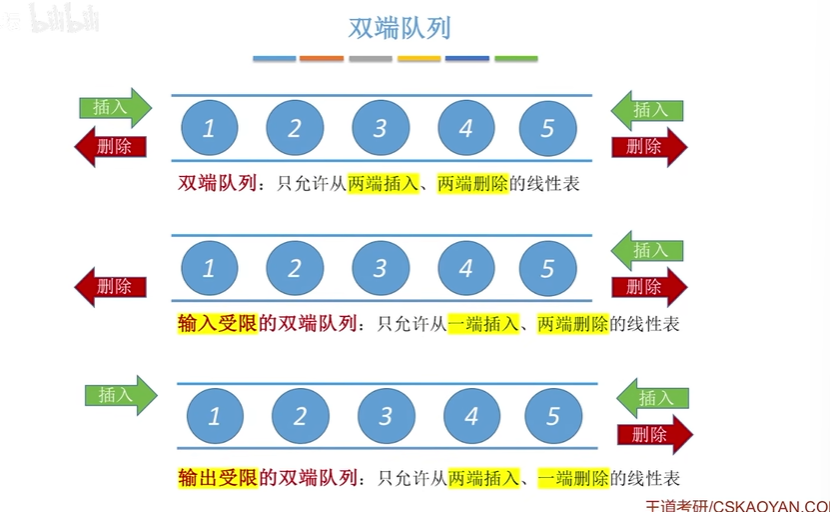 bilibili
双端队列
插入 1 2 3 4 5 插入
删除 删除
双端队列：只允许从两端插入、两端删除的线性表
1 2 3 4 5 插入
删除 删除
输入受限的双端队列：只允许从一端插入、两端删除的线性表
插入 1 2 3 4 5 插入
删除
输出受限的双端队列：只允许从两端插入、一端删除的线性表
王道考研/CSKAOYAN.COM